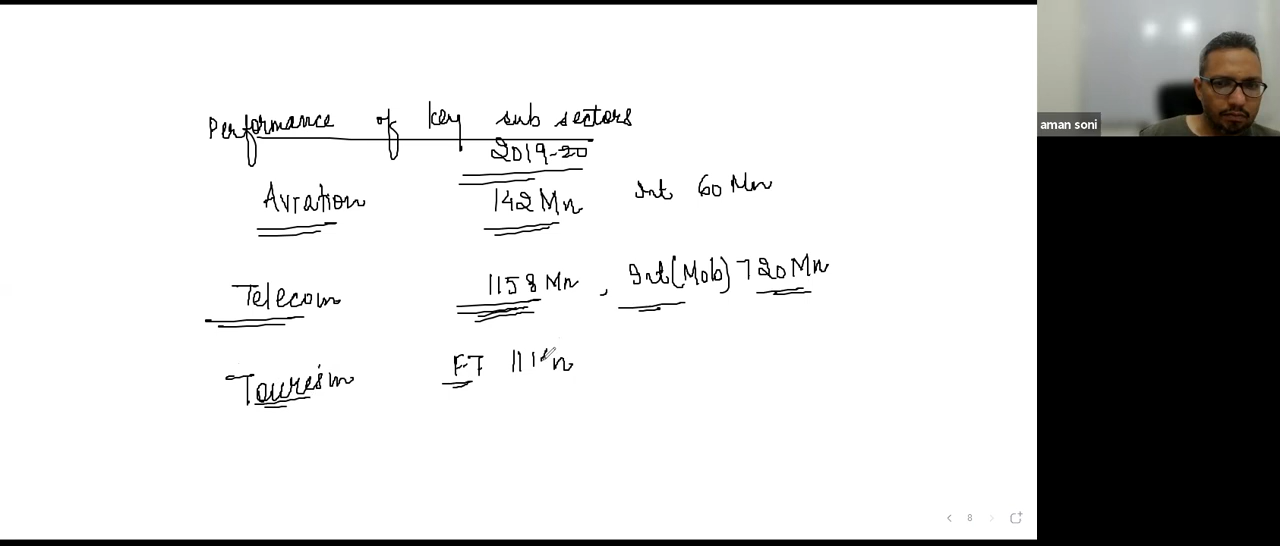 Performance of key sub sectors
2019-20
Aviation 142 Mn Int 60 Mn
Telecom 1158 Mn , Int (Mob) 720 Mn
Tourism FT
aman soni
8